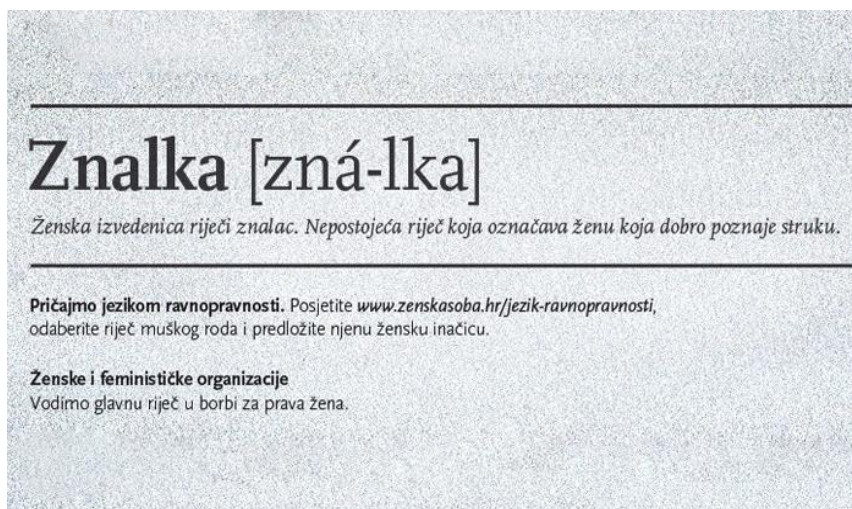 Znalka [zná-lka]
Ženska izvedenica riječi znalac. Nepostojeća riječ koja označava ženu koja dobro poznaje struku.
Pričajmo jezikom ravnopravnosti. Posjetite www.zenskasoba.hr/jezik-ravnopravnosti,
odaberite riječ muškog roda i predložite njenu žensku inačicu.
Ženske i feminističke organizacije
Vodimo glavnu riječ u borbi za prava žena.